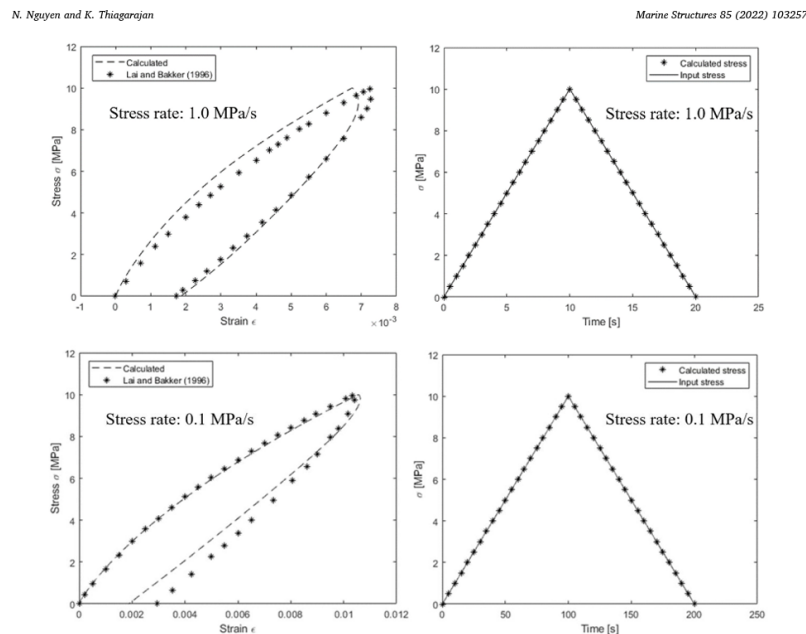 N. Nguyen and K. Thiagarajan
Marine Structures 85 (2022) 103257
12
10
8
6
4
2
0
Stress σ [MPa]
Calculated
Lai and Bakker (1996)
Stress rate: 1.0 MPa/s
-1 0 1 2 3 4 5 6 7 8
Strain ϵ
×10⁻³
12
10
8
6
4
2
0
σ [MPa]
Calculated stress
Input stress
Stress rate: 1.0 MPa/s
0 5 10 15 20 25
Time [s]
12
10
8
6
4
2
0
Stress σ [MPa]
Calculated
Lai and Bakker (1996)
Stress rate: 0.1 MPa/s
0 0.002 0.004 0.006 0.008 0.01 0.012
Strain ϵ
12
10
8
6
4
2
0
σ [MPa]
Calculated stress
Input stress
Stress rate: 0.1 MPa/s
0 50 100 150 200 250
Time [s]